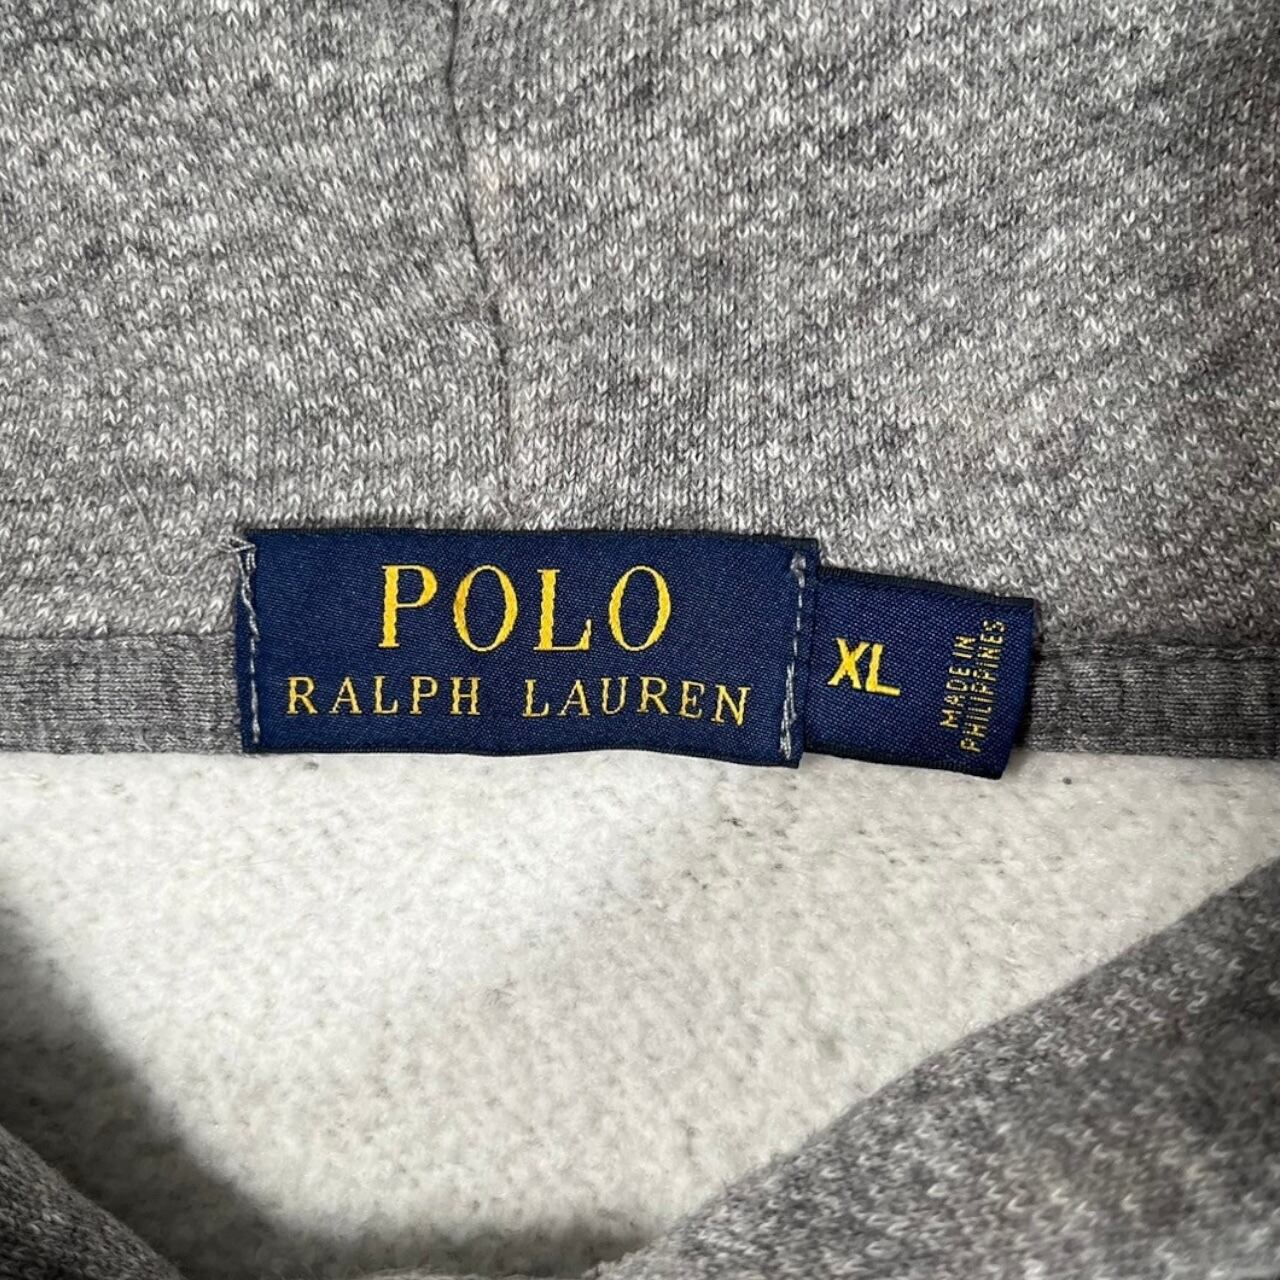 POLO
RALPH LAUREN
XL
MADE IN
PHILIPPINES